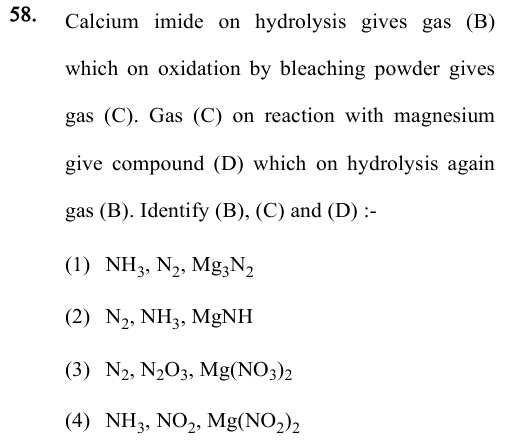 58. Calcium imide on hydrolysis gives gas (B)
which on oxidation by bleaching powder gives
gas (C). Gas (C) on reaction with magnesium
give compound (D) which on hydrolysis again
gas (B). Identify (B), (C) and (D) :-
(1) NH₃, N₂, Mg₃N₂
(2) N₂, NH₃, MgNH
(3) N₂, N₂O₃, Mg(NO₃)₂
(4) NH₃, NO₂, Mg(NO₂)₂